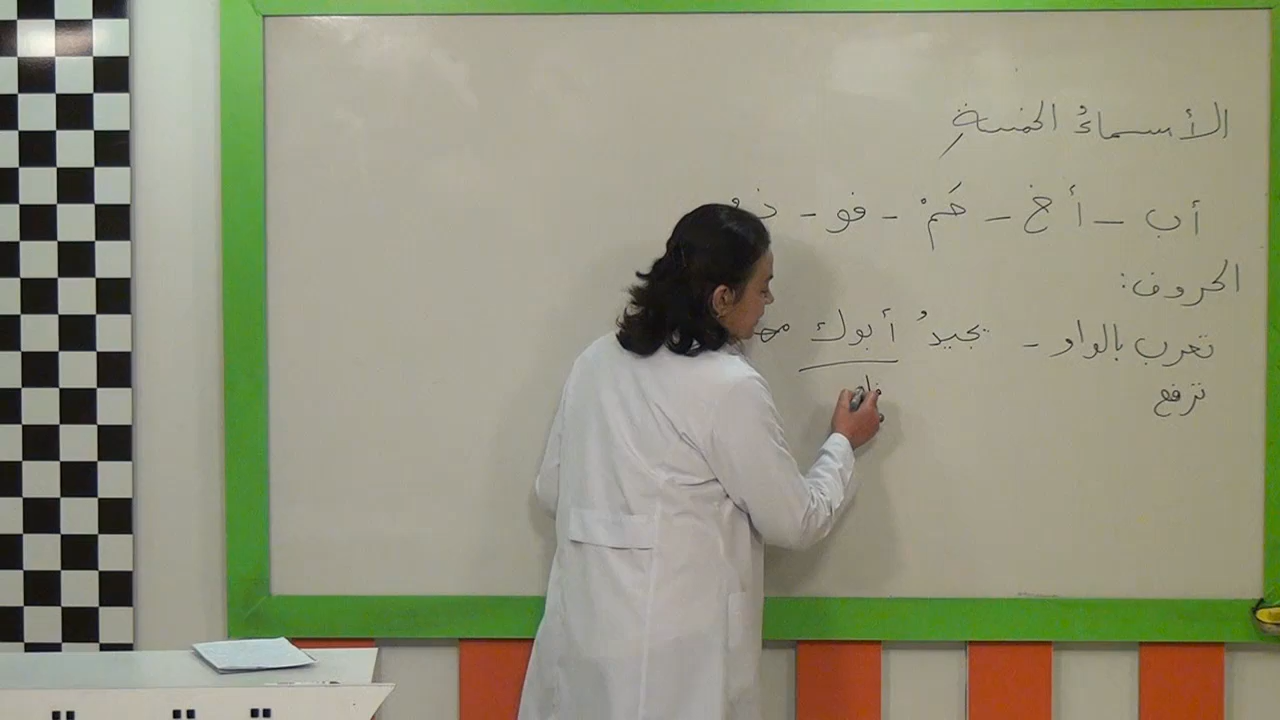 الأسماءُ الخمسةِ
أب - أخ - حَمْ - فو - ذو
الحروف:
تعرب بالواو - يجيدُ أبوك
ترفع